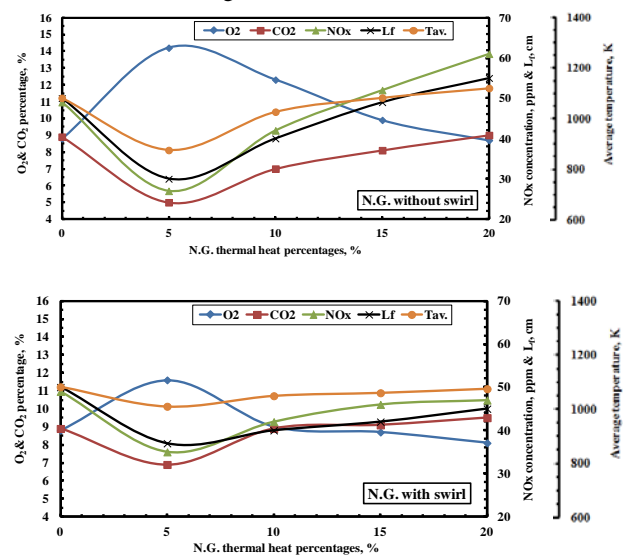 O2 CO2 NOx Lf Tav.
16 15 14 13 12 11 10 9 8 7 6 5 4
O2& CO2 percentage, %
70 60 50 40 30 20
NOx concentration, ppm & Lf, cm
1400 1200 1000 800 600
Average temperature, K
N.G. without swirl
0 5 10 15 20
N.G. thermal heat percentages, %
O2 CO2 NOx Lf Tav.
16 15 14 13 12 11 10 9 8 7 6 5 4
O2& CO2 percentage, %
70 60 50 40 30 20
NOx concentration, ppm & Lf, cm
1400 1200 1000 800 600
Average temperature, K
N.G. with swirl
0 5 10 15 20
N.G. thermal heat percentages, %